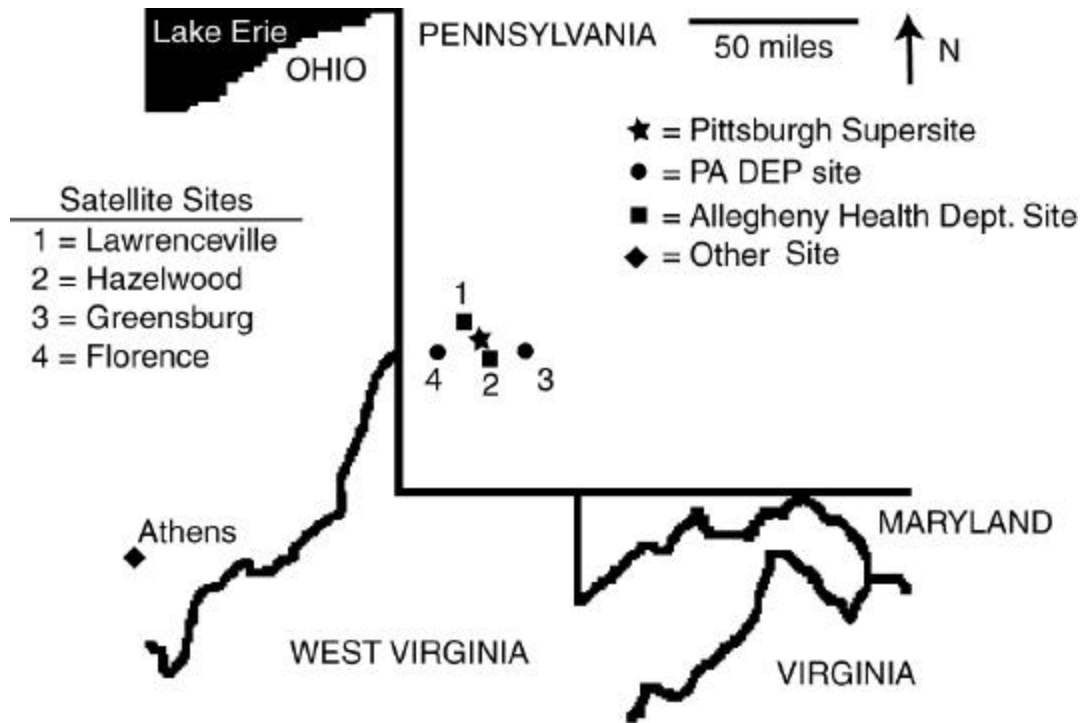 Lake Erie
OHIO
PENNSYLVANIA
50 miles
N
★ = Pittsburgh Supersite
● = PA DEP site
■ = Allegheny Health Dept. Site
◆ = Other Site
Satellite Sites
1 = Lawrenceville
2 = Hazelwood
3 = Greensburg
4 = Florence
1
4
2
3
Athens
MARYLAND
WEST VIRGINIA
VIRGINIA